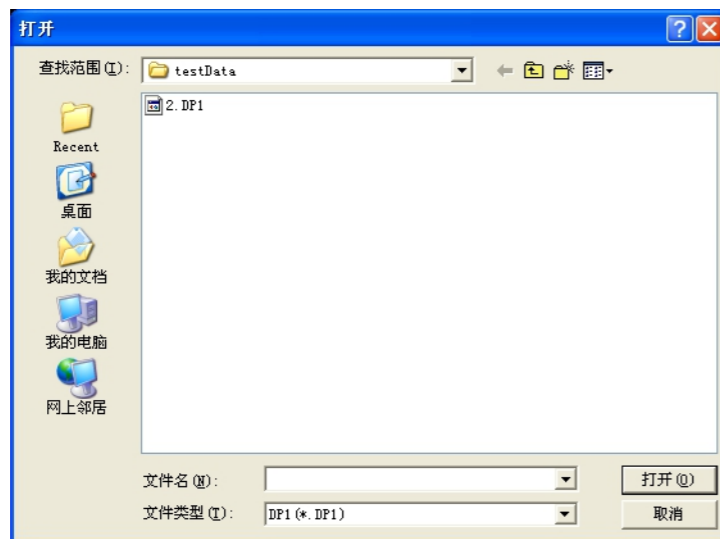 打开
查找范围(I):
testData
2.DP1
Recent
桌面
我的文档
我的电脑
网上邻居
文件名(N):
打开(O)
文件类型(T):
DP1(*.DP1)
取消